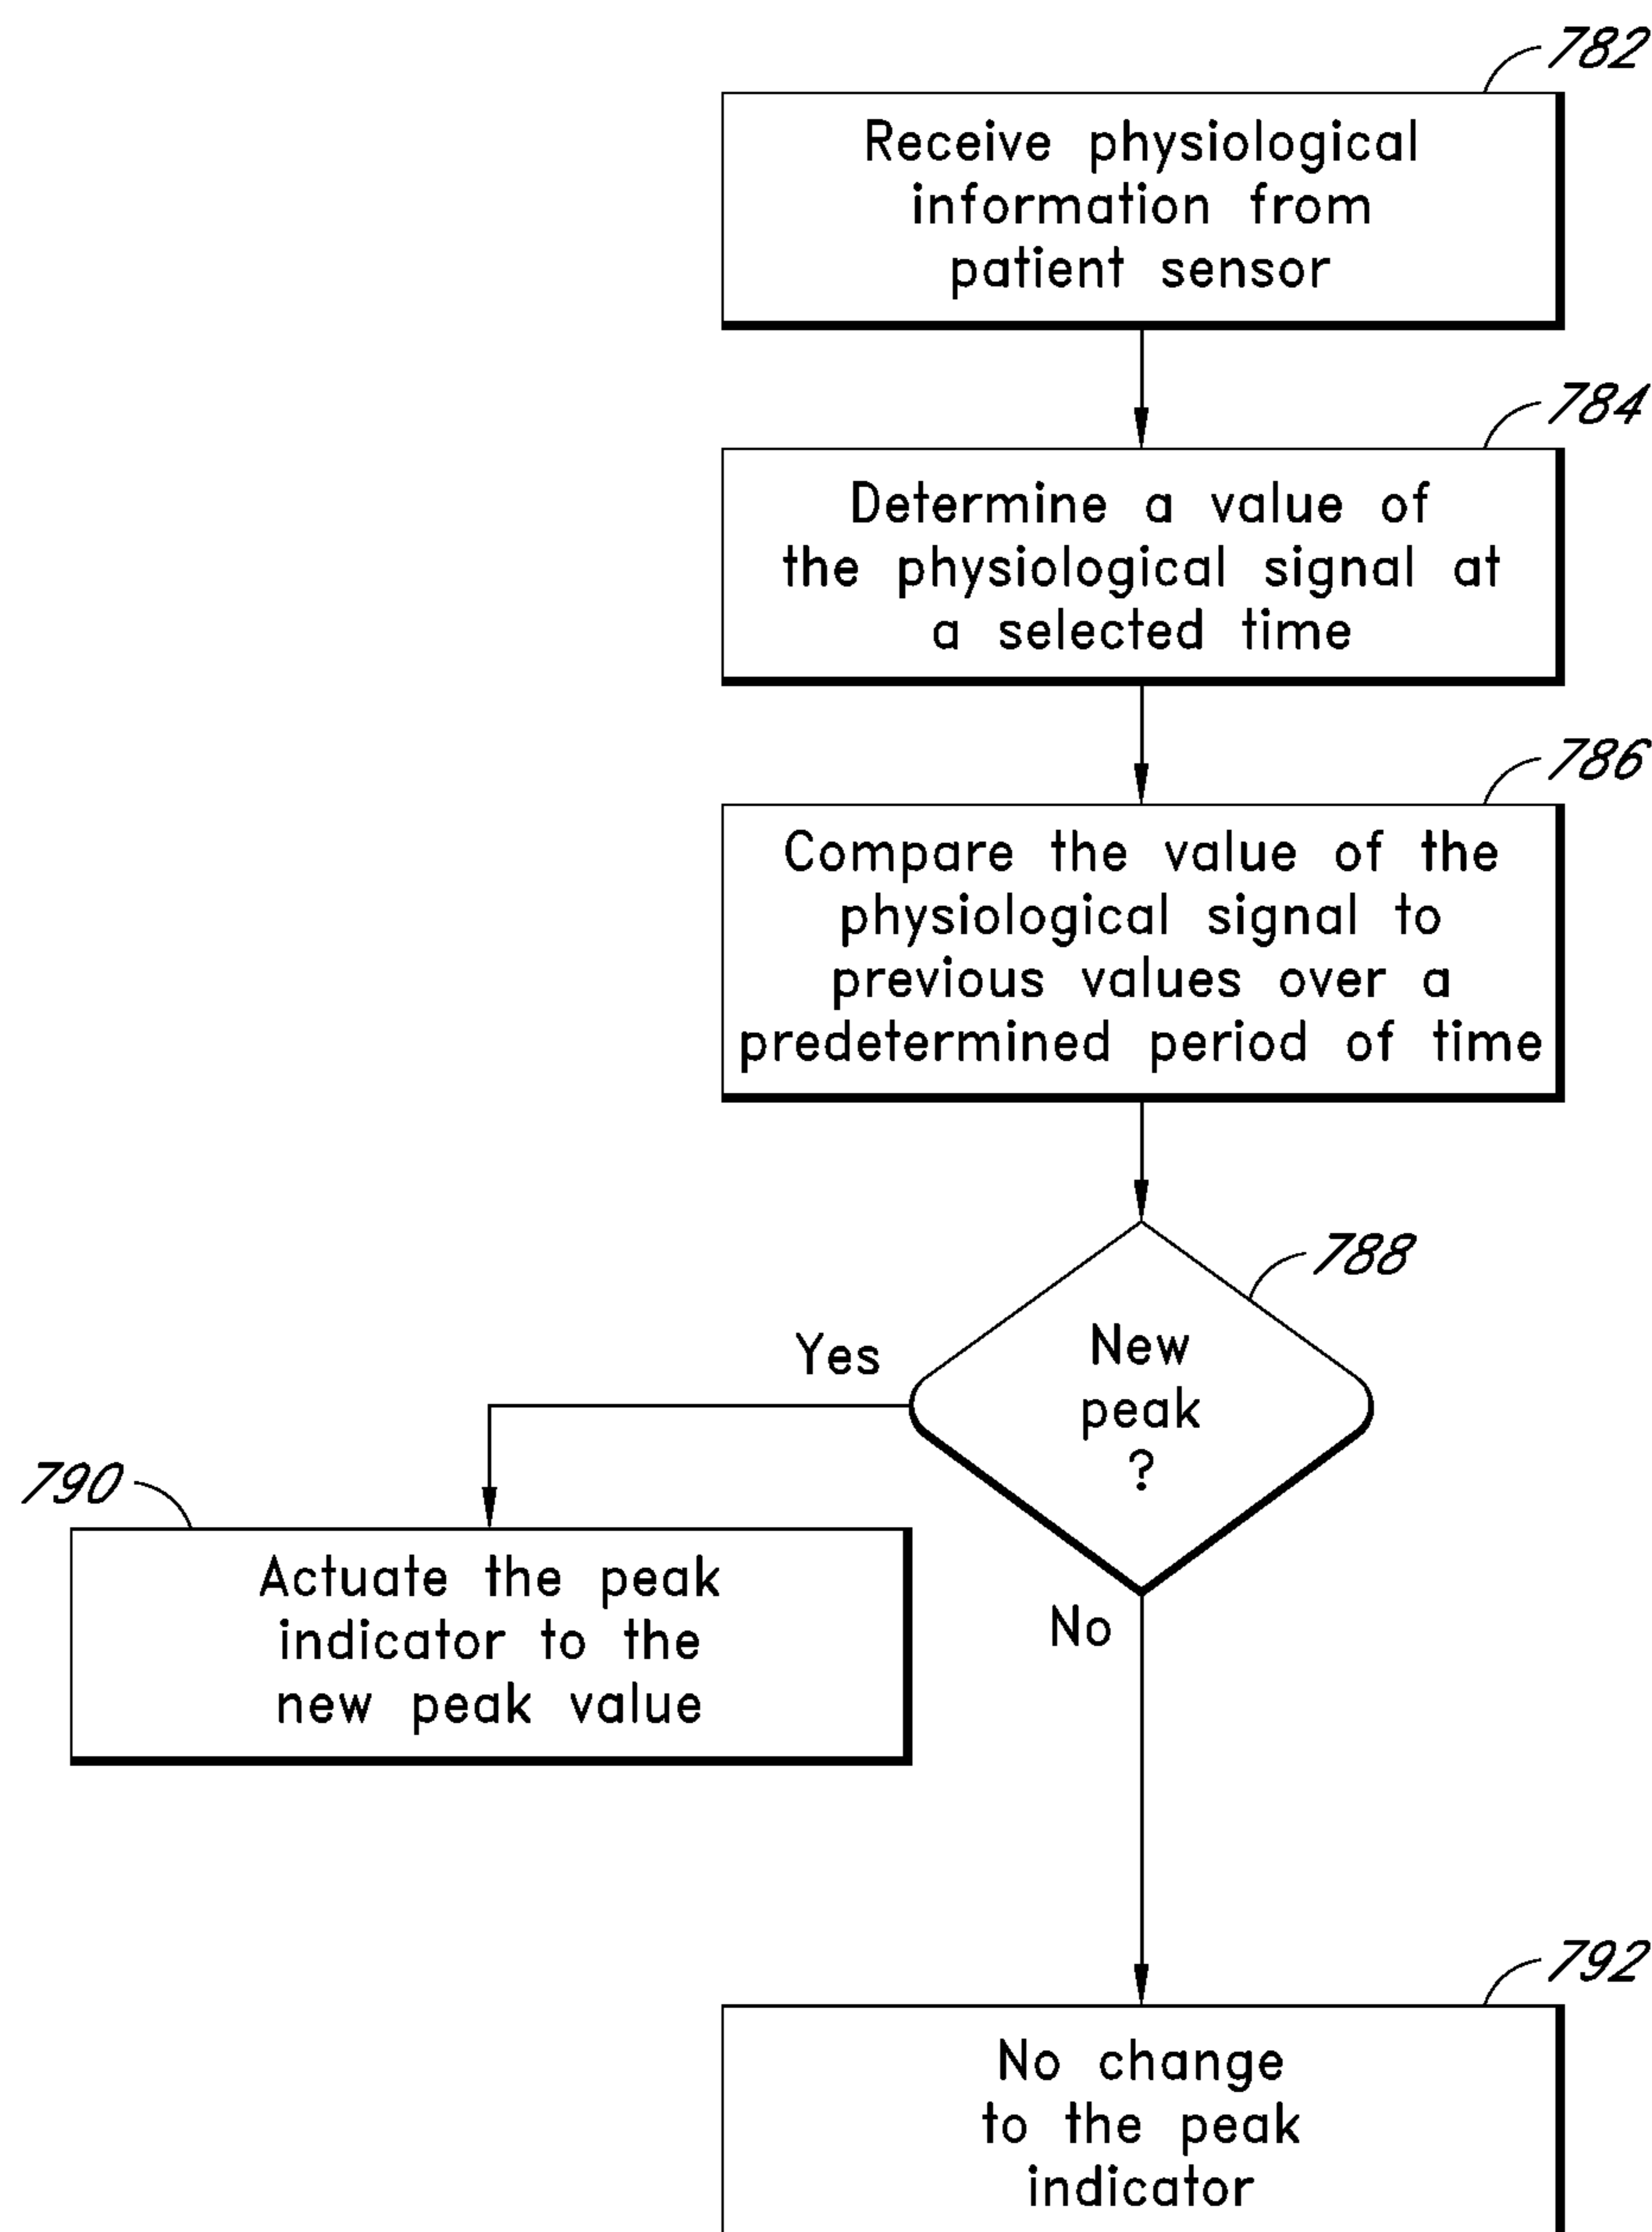 782
Receive physiological
information from
patient sensor
784
Determine a value of
the physiological signal at
a selected time
786
Compare the value of the
physiological signal to
previous values over a
predetermined period of time
788
New
peak
?
Yes
790
Actuate the peak
indicator to the
new peak value
No
792
No change
to the peak
indicator